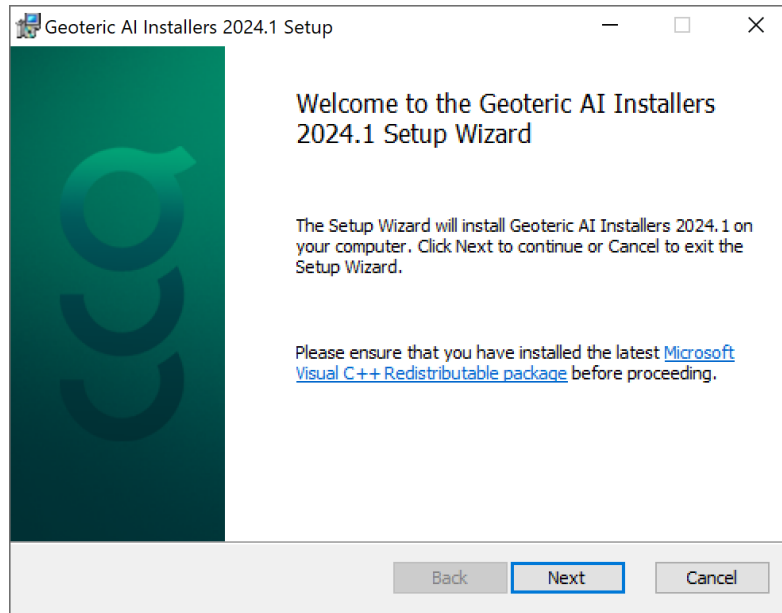 Geoteric AI Installers 2024.1 Setup
Welcome to the Geoteric AI Installers
2024.1 Setup Wizard
The Setup Wizard will install Geoteric AI Installers 2024.1 on
your computer. Click Next to continue or Cancel to exit the
Setup Wizard.
Please ensure that you have installed the latest Microsoft
Visual C++ Redistributable package before proceeding.
Back
Next
Cancel